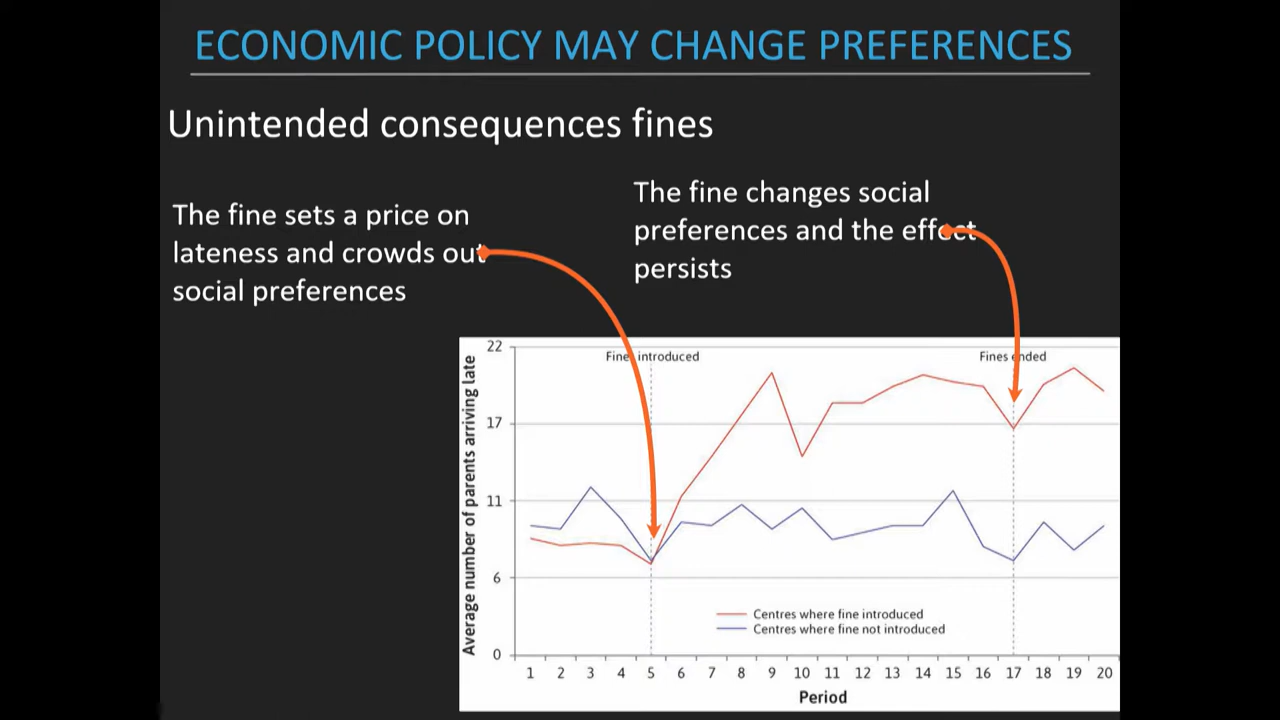 ECONOMIC POLICY MAY CHANGE PREFERENCES
Unintended consequences fines
The fine sets a price on
lateness and crowds out
social preferences
The fine changes social
preferences and the effect
persists
Average number of parents arriving late
22
17
11
6
0
Fines introduced
Fines ended
Centres where fine introduced
Centres where fine not introduced
1 2 3 4 5 6 7 8 9 10 11 12 13 14 15 16 17 18 19 20
Period